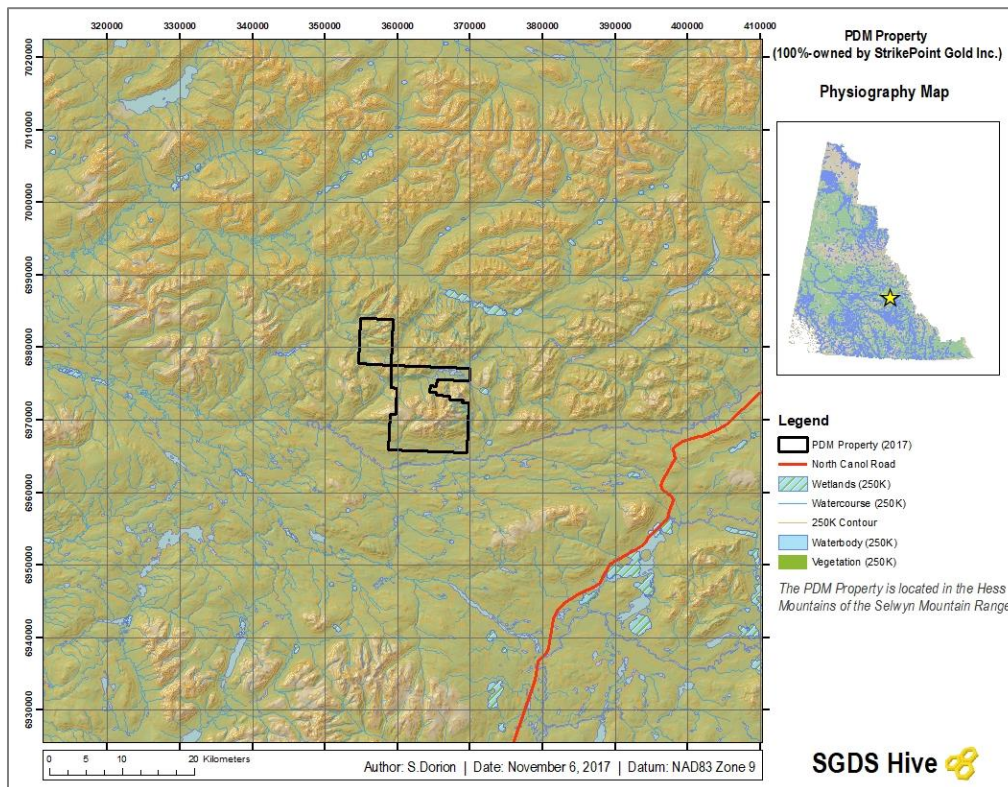 320000 330000 340000 350000 360000 370000 380000 390000 400000 410000
PDM Property
(100%-owned by StrikePoint Gold Inc.)
Physiography Map
7020000
7010000
7000000
6990000
6980000
6970000
6960000
6950000
6940000
6930000
Legend
PDM Property (2017)
North Canol Road
Wetlands (250K)
Watercourse (250K)
250K Contour
Waterbody (250K)
Vegetation (250K)
The PDM Property is located in the Hess
Mountains of the Selwyn Mountain Range
0 5 10 20 Kilometers
Author: S.Dorion | Date: November 6, 2017 | Datum: NAD83 Zone 9
SGDS Hive